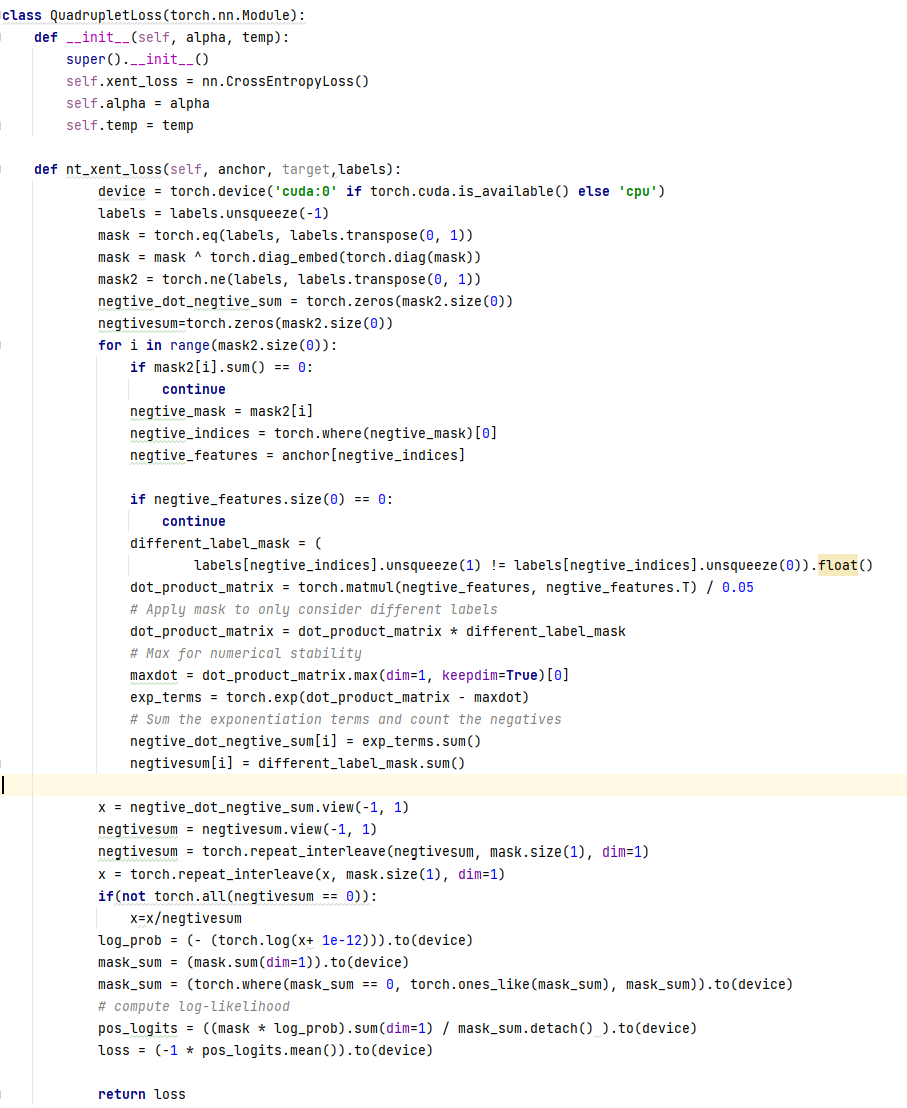 class QuadrupletLoss(torch.nn.Module):
    def __init__(self, alpha, temp):
        super().__init__()
        self.xent_loss = nn.CrossEntropyLoss()
        self.alpha = alpha
        self.temp = temp

    def nt_xent_loss(self, anchor, target,labels):
            device = torch.device('cuda:0' if torch.cuda.is_available() else 'cpu')
            labels = labels.unsqueeze(-1)
            mask = torch.eq(labels, labels.transpose(0, 1))
            mask = mask ^ torch.diag_embed(torch.diag(mask))
            mask2 = torch.ne(labels, labels.transpose(0, 1))
            negtive_dot_negtive_sum = torch.zeros(mask2.size(0))
            negtivesum=torch.zeros(mask2.size(0))
            for i in range(mask2.size(0)):
                if mask2[i].sum() == 0:
                    continue
                negtive_mask = mask2[i]
                negtive_indices = torch.where(negtive_mask)[0]
                negtive_features = anchor[negtive_indices]

                if negtive_features.size(0) == 0:
                    continue
                different_label_mask = (
                        labels[negtive_indices].unsqueeze(1) != labels[negtive_indices].unsqueeze(0)).float()
                dot_product_matrix = torch.matmul(negtive_features, negtive_features.T) / 0.05
                # Apply mask to only consider different labels
                dot_product_matrix = dot_product_matrix * different_label_mask
                # Max for numerical stability
                maxdot = dot_product_matrix.max(dim=1, keepdim=True)[0]
                exp_terms = torch.exp(dot_product_matrix - maxdot)
                # Sum the exponentiation terms and count the negatives
                negtive_dot_negtive_sum[i] = exp_terms.sum()
                negtivesum[i] = different_label_mask.sum()

            x = negtive_dot_negtive_sum.view(-1, 1)
            negtivesum = negtivesum.view(-1, 1)
            negtivesum = torch.repeat_interleave(negtivesum, mask.size(1), dim=1)
            x = torch.repeat_interleave(x, mask.size(1), dim=1)
            if(not torch.all(negtivesum == 0)):
                x=x/negtivesum
            log_prob = (- (torch.log(x+ 1e-12))).to(device)
            mask_sum = (mask.sum(dim=1)).to(device)
            mask_sum = (torch.where(mask_sum == 0, torch.ones_like(mask_sum), mask_sum)).to(device)
            # compute log-likelihood
            pos_logits = ((mask * log_prob).sum(dim=1) / mask_sum.detach() ).to(device)
            loss = (-1 * pos_logits.mean()).to(device)

            return loss